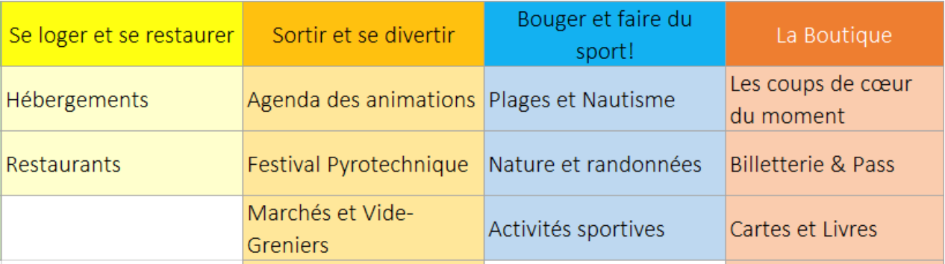 Se loger et se restaurer
Sortir et se divertir
Bouger et faire du
sport!
La Boutique
Hébergements
Agenda des animations
Plages et Nautisme
Les coups de cœur
du moment
Restaurants
Festival Pyrotechnique
Nature et randonnées
Billetterie & Pass
Marchés et Vide-
Greniers
Activités sportives
Cartes et Livres